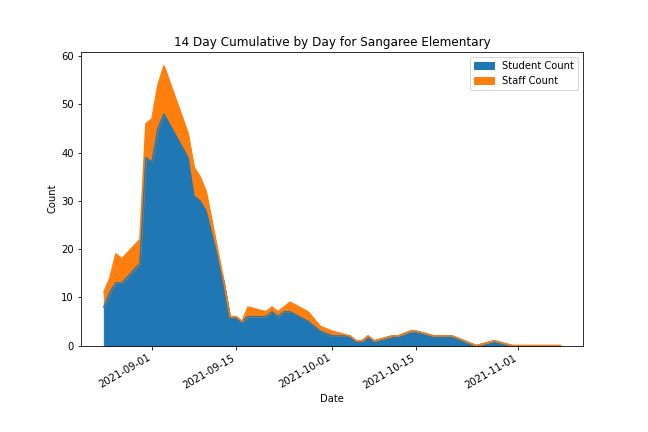 14 Day Cumulative by Day for Sangaree Elementary
Student Count
Staff Count
60
50
40
30
20
10
0
Count
2021-09-01
2021-09-15
2021-10-01
2021-10-15
2021-11-01
Date